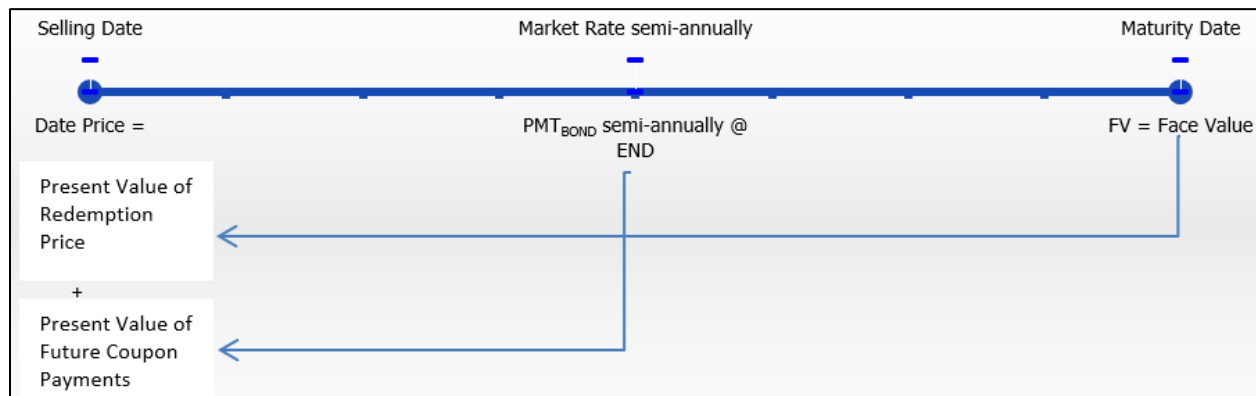 Selling Date
Market Rate semi-annually
Maturity Date
Date Price =
PMTBOND semi-annually @
END
FV = Face Value
Present Value of
Redemption
Price
+
Present Value of
Future Coupon
Payments